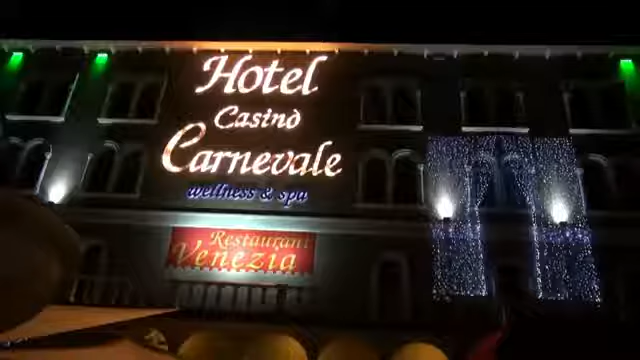 Hotel
Casino
Carnevale
wellness & spa
Restaurant
Venezia